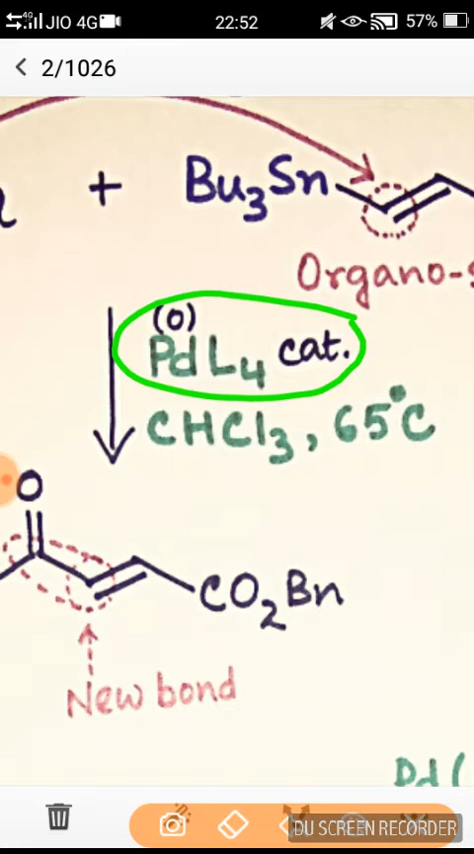 JIO 4G 22:52 57%
2/1026
+ Bu3Sn
Organo-
(0)
PdL4 cat.
CHCl3, 65°C
O
CO2Bn
New bond
Pd(
DU SCREEN RECORDER